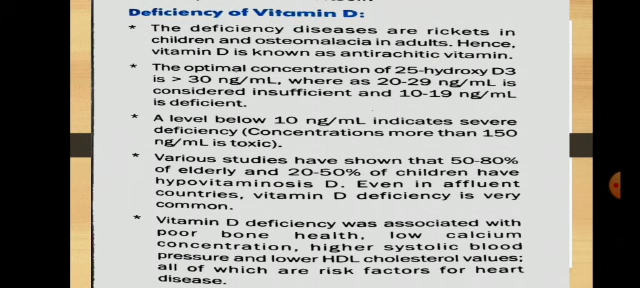 Deficiency of Vitamin D:
* The deficiency diseases are rickets in
children and osteomalacia in adults. Hence,
vitamin D is known as antirachitic vitamin.
* The optimal concentration of 25-hydroxy D3
is > 30 ng/mL, where as 20-29 ng/mL is
considered insufficient and 10-19 ng/mL
is deficient.
* A level below 10 ng/mL indicates severe
deficiency (Concentrations more than 150
ng/mL is toxic).
* Various studies have shown that 50-80%
of elderly and 20-50% of children have
hypovitaminosis D. Even in affluent
countries, vitamin D deficiency is very
common.
* Vitamin D deficiency was associated with
poor bone health, low calcium
concentration, higher systolic blood
pressure and lower HDL cholesterol values;
all of which are risk factors for heart
disease.